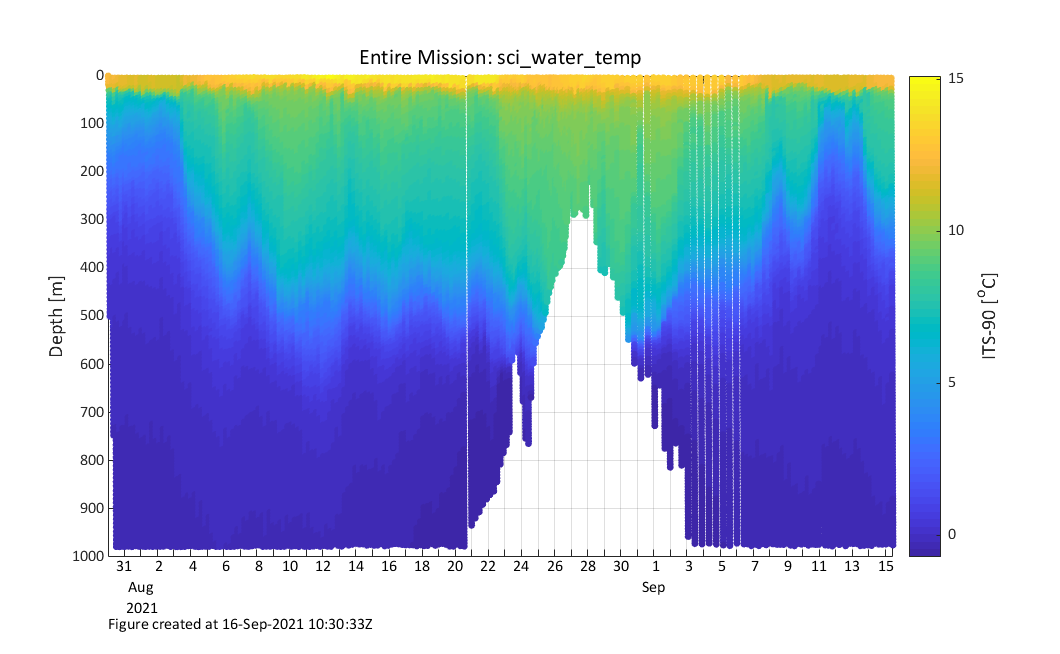 Entire Mission: sci_water_temp
0
100
200
300
400
500
600
700
800
900
1000
Depth [m]
31 2 4 6 8 10 12 14 16 18 20 22 24 26 28 30 1 3 5 7 9 11 13 15
Aug Sep
2021
15
10
5
0
ITS-90 [°C]
Figure created at 16-Sep-2021 10:30:33Z